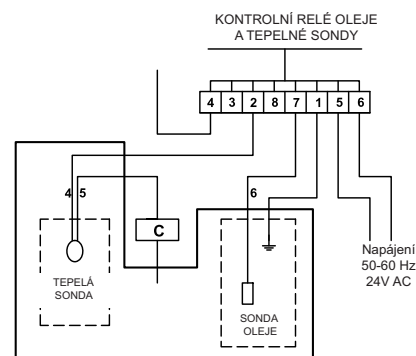 KONTROLNÍ RELÉ OLEJE
A TEPELNÉ SONDY
4 3 2 8 7 1 5 6
4 5
6
C
TEPELÁ
SONDA
SONDA
OLEJE
Napájení
50-60 Hz
24V AC